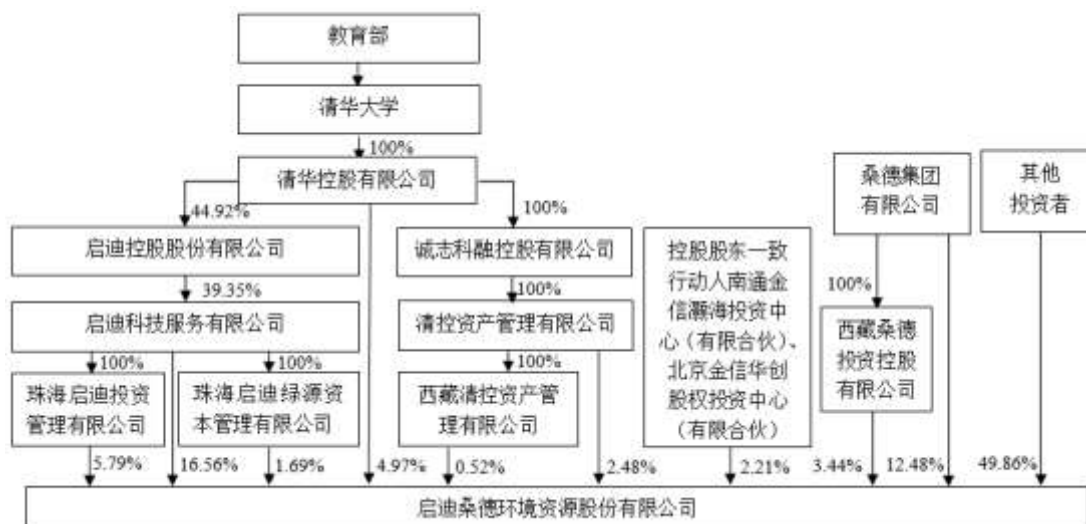 教育部
清华大学
100%
清华控股有限公司
桑德集团
有限公司
其他
投资者
44.92%
100%
启迪控股股份有限公司
诚志科融控股有限公司
控股股东一致
行动人南通金
信灏海投资中
心（有限合伙）、
北京金信华创
股权投资中心
（有限合伙）
39.35%
100%
100%
启迪科技服务有限公司
清控资产管理有限公司
西藏桑德
投资控股
有限公司
100%
100%
100%
珠海启迪投资
管理有限公司
珠海启迪绿源资
本管理有限公司
西藏清控资产管
理有限公司
5.79%
16.56%
1.69%
4.97%
0.52%
2.48%
2.21%
3.44%
12.48%
49.86%
启迪桑德环境资源股份有限公司